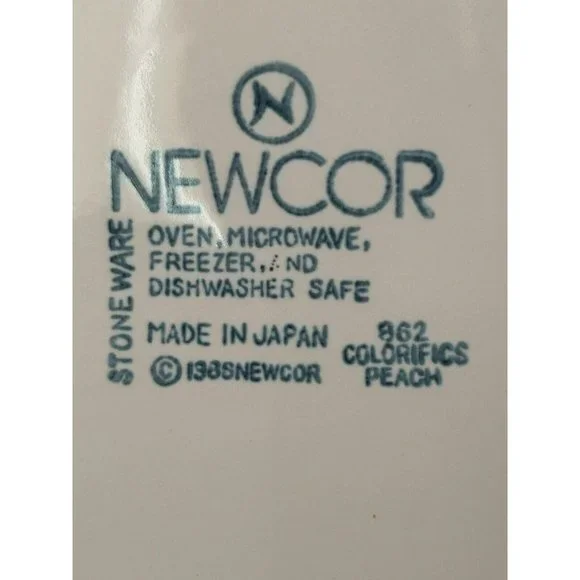 N
NEWCOR
STONEWARE
OVEN, MICROWAVE,
FREEZER, AND
DISHWASHER SAFE
MADE IN JAPAN
© NEWCOR
862
COLORIFICS
PEACH